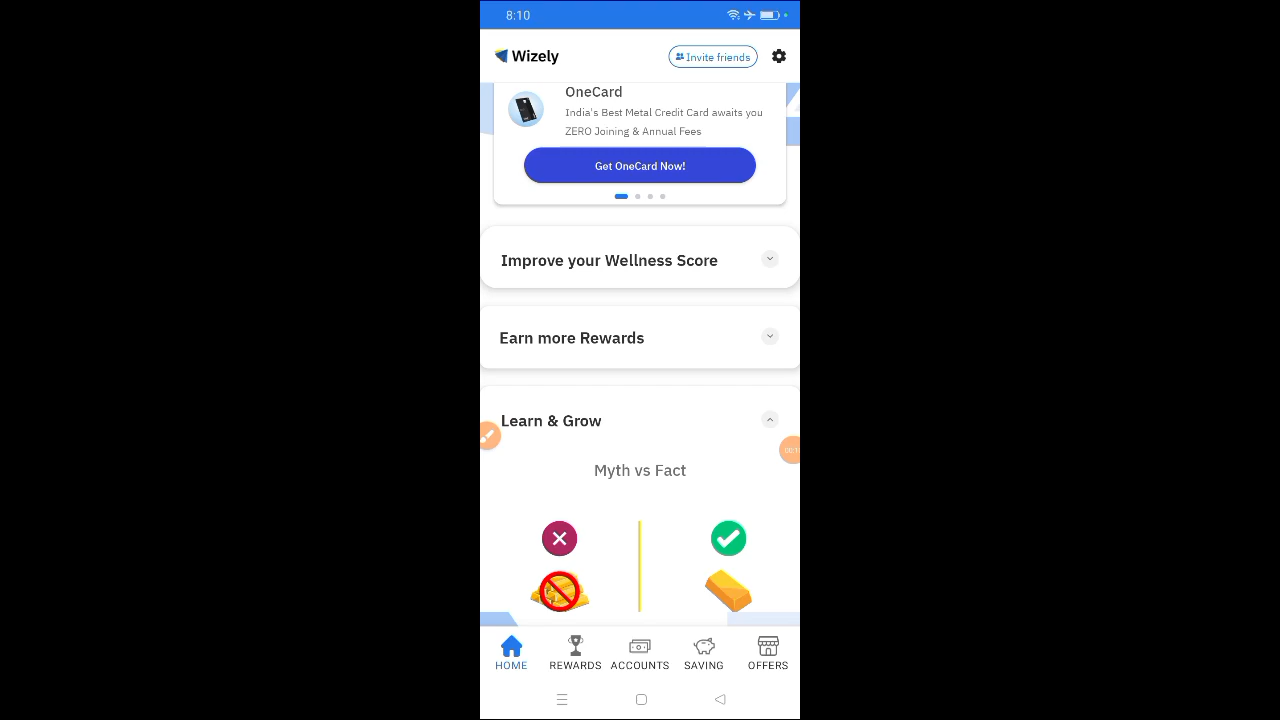 8:10
Wizely
Invite friends
OneCard
India's Best Metal Credit Card awaits you
ZERO Joining & Annual Fees
Get OneCard Now!
Improve your Wellness Score
Earn more Rewards
Learn & Grow
Myth vs Fact
HOME REWARDS ACCOUNTS SAVING OFFERS